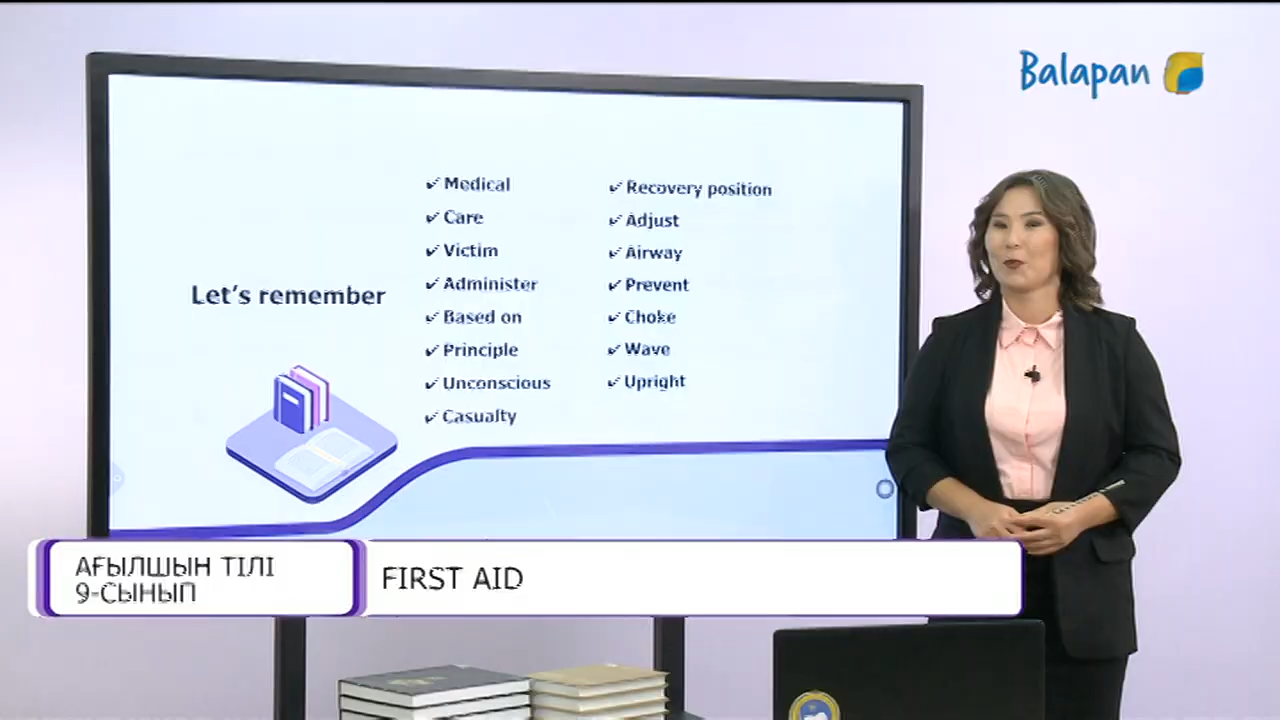 Balapan
Let's remember
✓ Medical
✓ Care
✓ Victim
✓ Administer
✓ Based on
✓ Principle
✓ Unconscious
✓ Casualty
✓ Recovery position
✓ Adjust
✓ Airway
✓ Prevent
✓ Choke
✓ Wave
✓ Upright
АҒЫЛШЫН ТІЛІ
9-СЫНЫП
FIRST AID